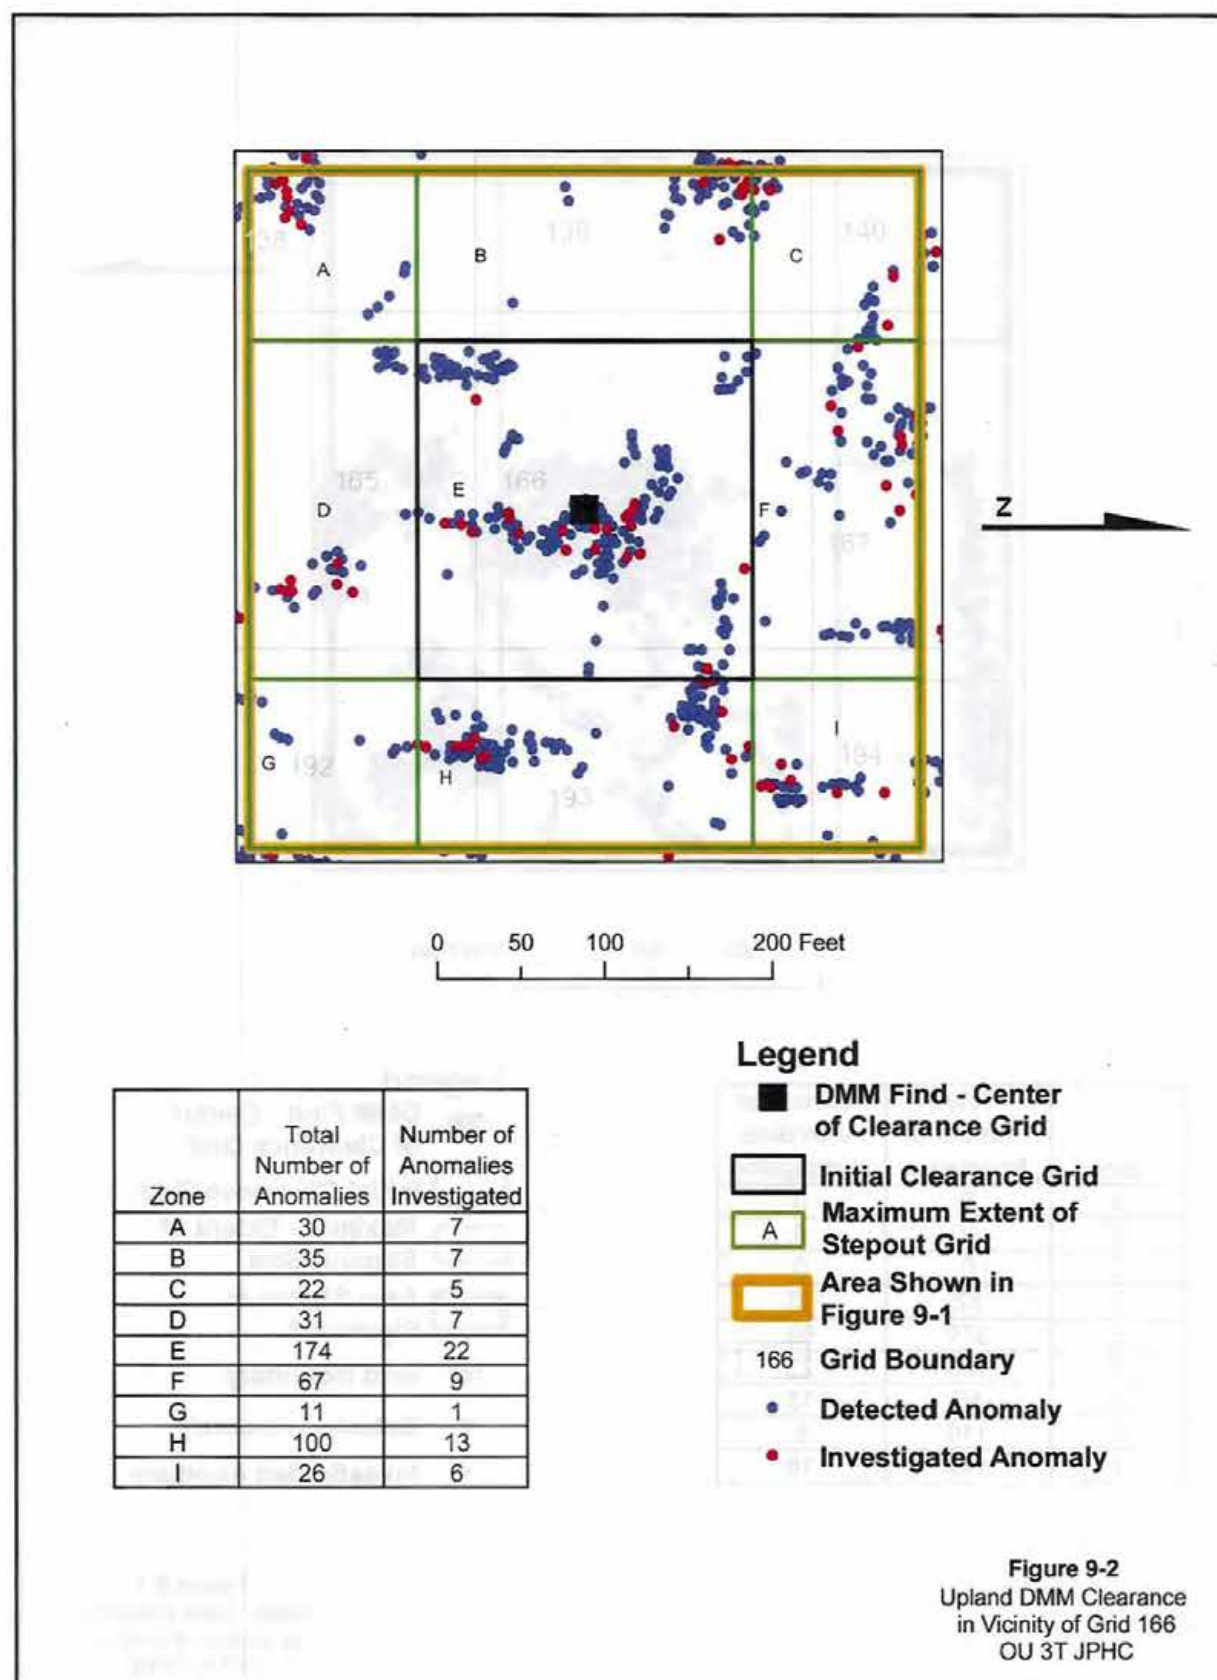 138
139
140
A
B
C
165
166
E
D
F
167
Z
G
192
H
193
I
194
0 50 100 200 Feet
Legend
DMM Find - Center
of Clearance Grid
Initial Clearance Grid
A
Maximum Extent of
Stepout Grid
Area Shown in
Figure 9-1
166 Grid Boundary
Detected Anomaly
Investigated Anomaly
Zone Total Number of Anomalies Number of Anomalies Investigated
A 30 7
B 35 7
C 22 5
D 31 7
E 174 22
F 67 9
G 11 1
H 100 13
I 26 6
Figure 9-2
Upland DMM Clearance
in Vicinity of Grid 166
OU 3T JPHC